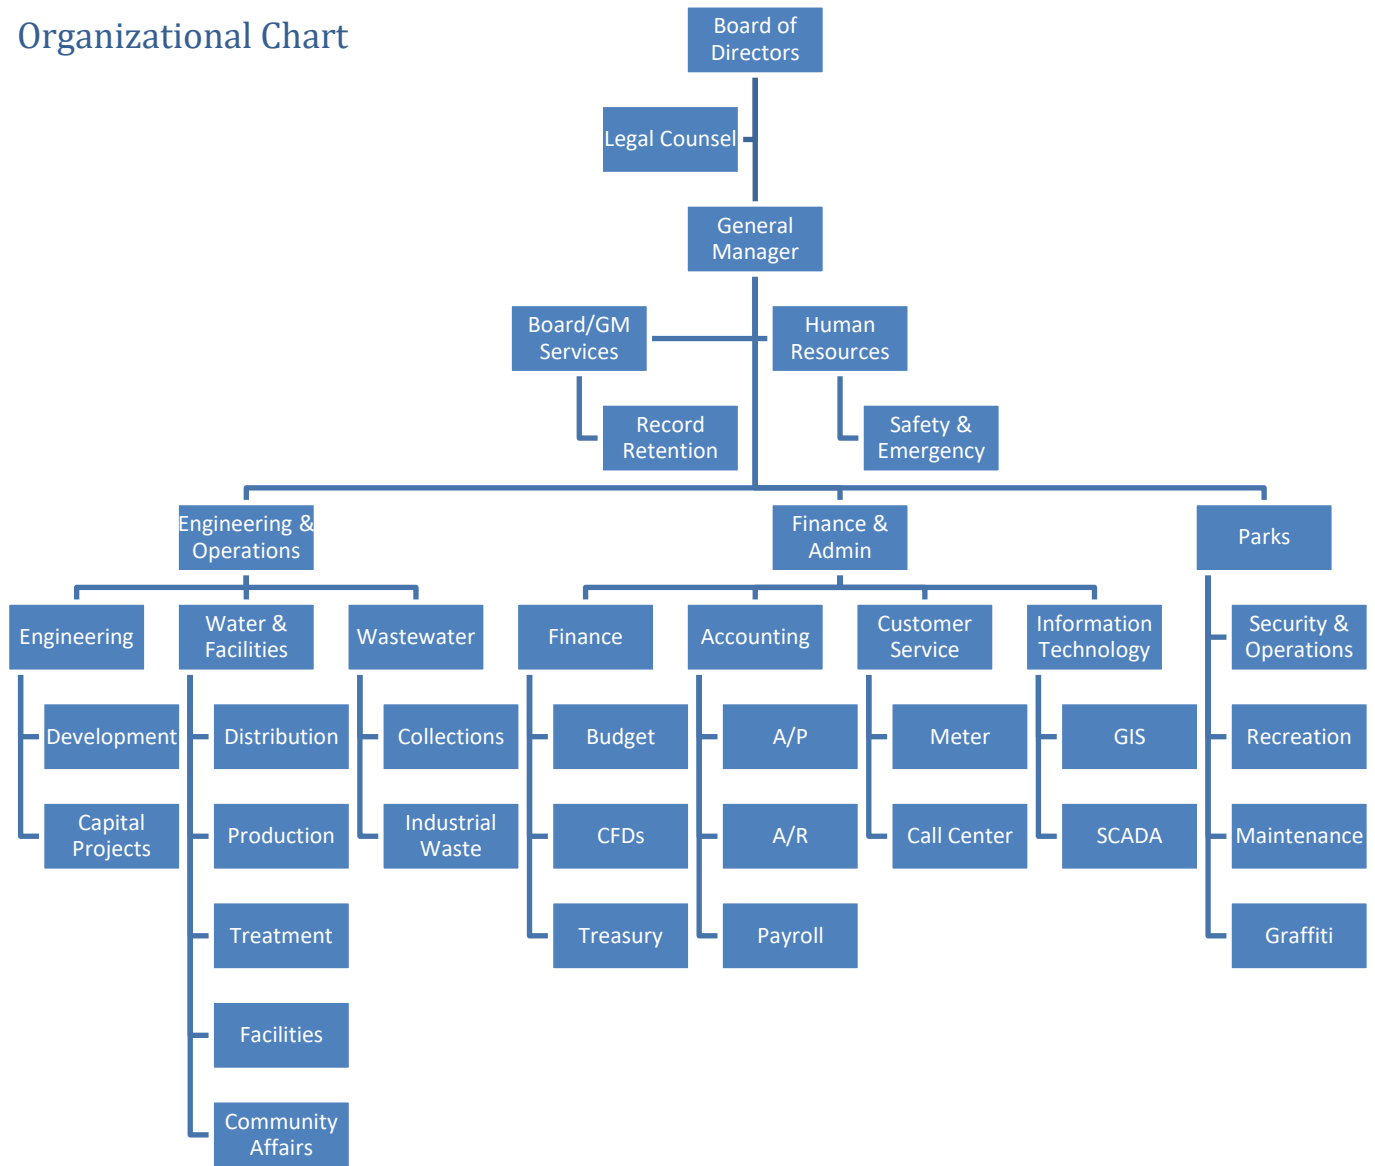 Organizational Chart
Board of
Directors
Legal Counsel
General
Manager
Board/GM
Services
Human
Resources
Record
Retention
Safety &
Emergency
Engineering &
Operations
Finance &
Admin
Parks
Engineering
Water &
Facilities
Wastewater
Finance
Accounting
Customer
Service
Information
Technology
Security &
Operations
Development
Distribution
Collections
Budget
A/P
Meter
GIS
Recreation
Capital
Projects
Production
Industrial
Waste
CFDs
A/R
Call Center
SCADA
Maintenance
Treatment
Treasury
Payroll
Graffiti
Facilities
Community
Affairs